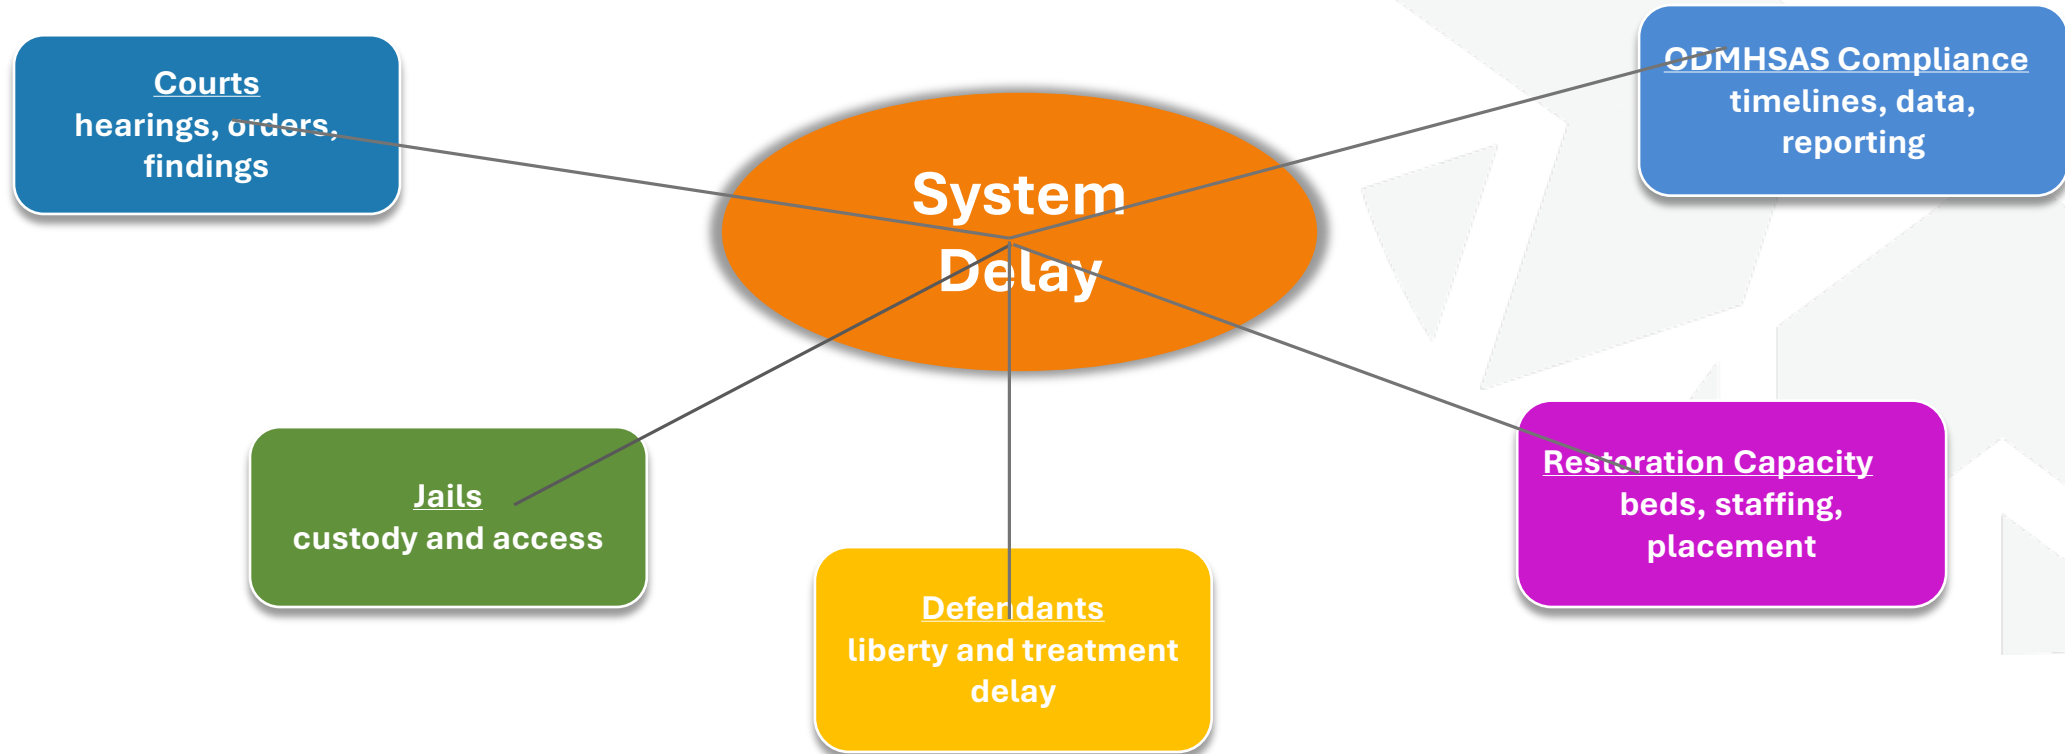 Courts
hearings, orders,
findings
System
Delay
ODMHSAS Compliance
timelines, data,
reporting
Jails
custody and access
Defendants
liberty and treatment
delay
Restoration Capacity
beds, staffing,
placement